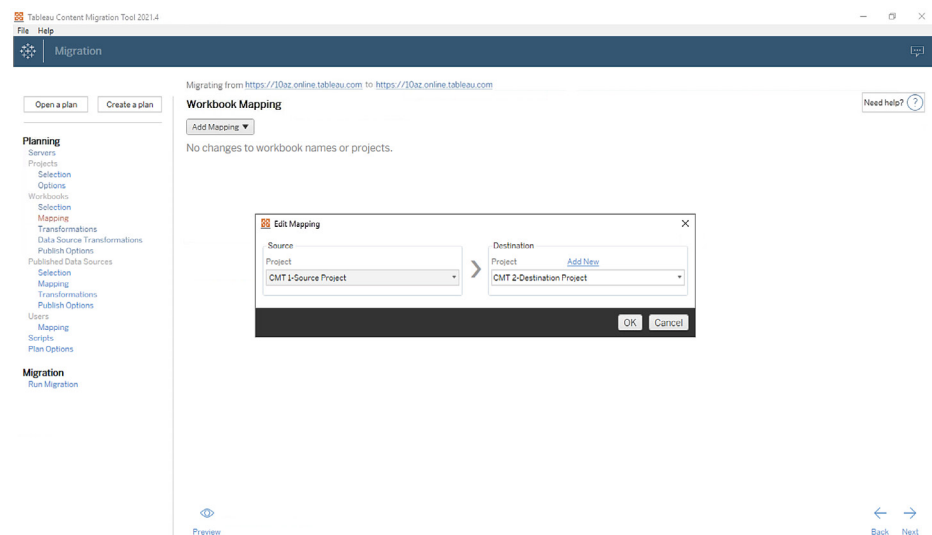 Tableau Content Migration Tool 2021.4
File Help
Migration
Migrating from https://10az.online.tableau.com to https://10az.online.tableau.com
Open a plan Create a plan
Workbook Mapping
Need help? ?
Add Mapping ▼
No changes to workbook names or projects.
Planning
Servers
Projects
Selection
Options
Workbooks
Selection
Mapping
Transformations
Data Source Transformations
Publish Options
Published Data Sources
Selection
Mapping
Transformations
Publish Options
Users
Mapping
Scripts
Plan Options
Migration
Run Migration
Edit Mapping
Source
Project
CMT 1-Source Project
Destination
Project Add New
CMT 2-Destination Project
OK Cancel
Preview
Back Next